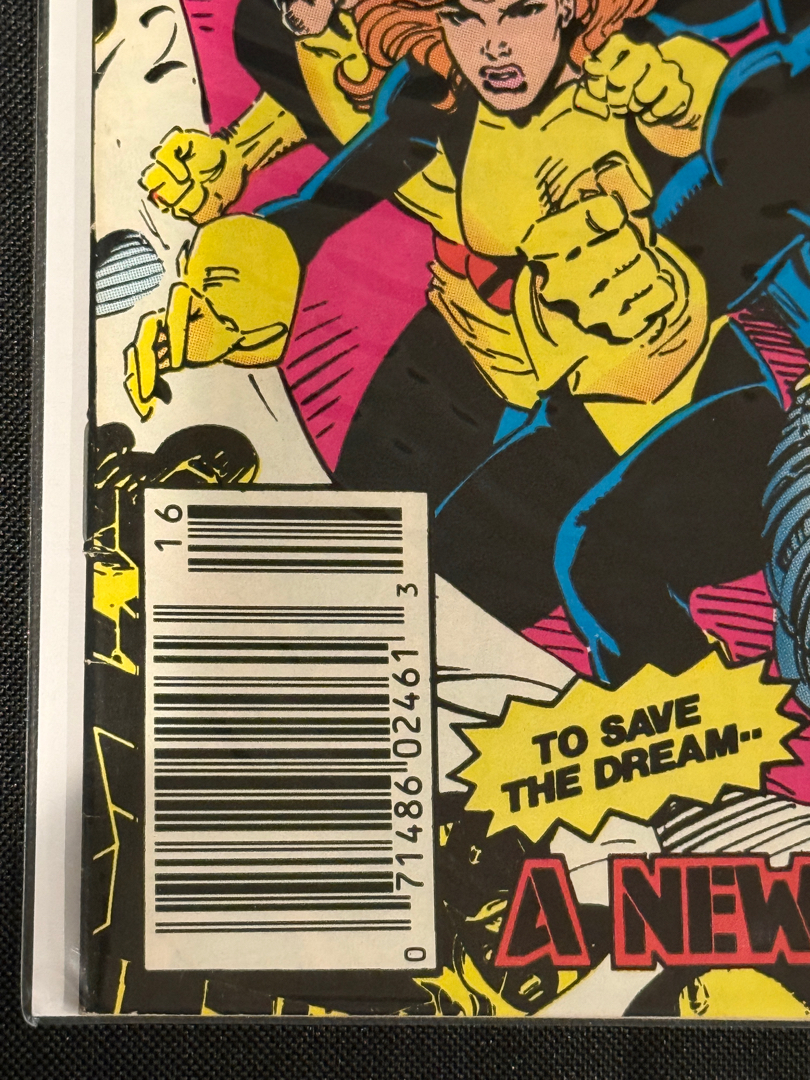 16
0 71486 02461 3
TO SAVE
THE DREAM--
A NEW